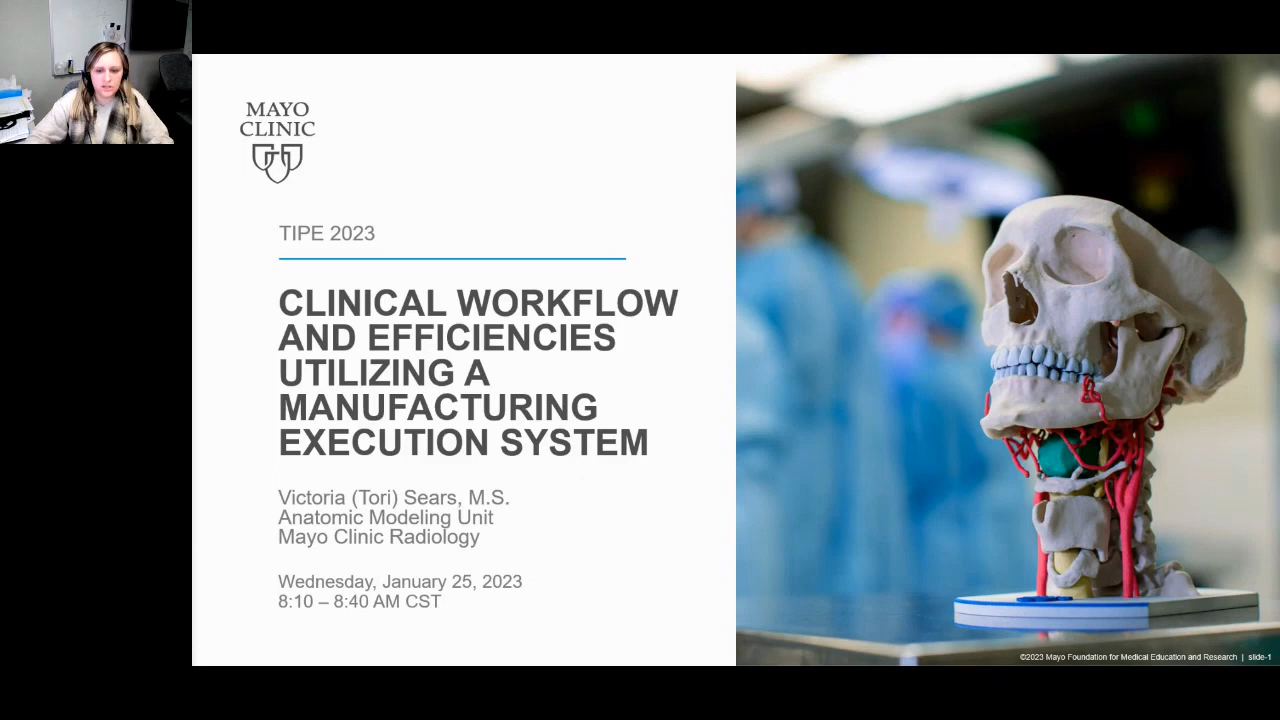 MAYO
CLINIC
TIPE 2023
CLINICAL WORKFLOW
AND EFFICIENCIES
UTILIZING A
MANUFACTURING
EXECUTION SYSTEM
Victoria (Tori) Sears, M.S.
Anatomic Modeling Unit
Mayo Clinic Radiology
Wednesday, January 25, 2023
8:10 – 8:40 AM CST
©2023 Mayo Foundation for Medical Education and Research | slide-1